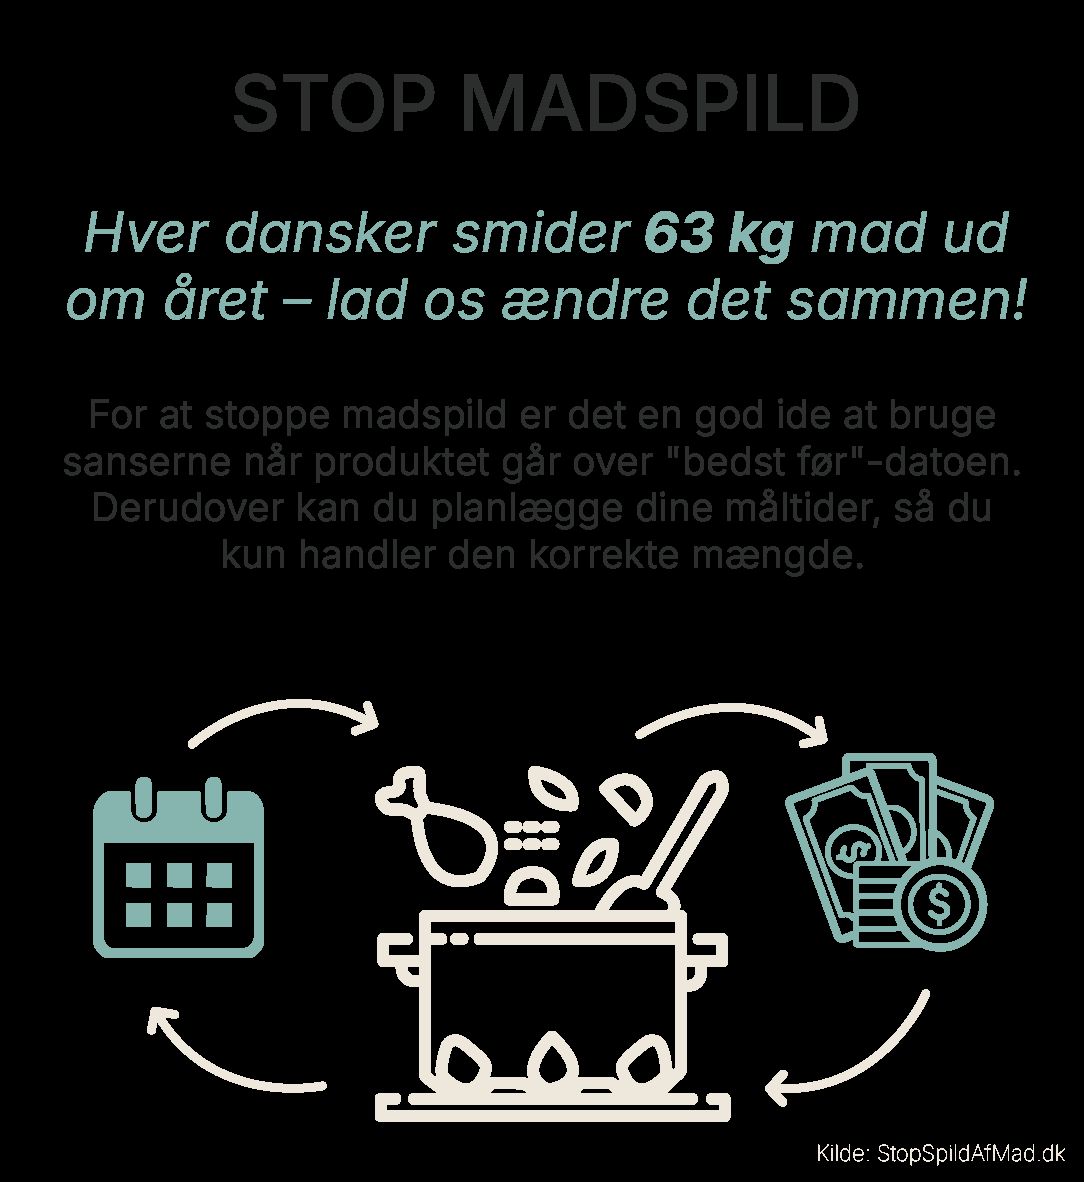 STOP MADSPILD
Hver dansker smider 63 kg mad ud
om året – lad os ændre det sammen!
For at stoppe madspild er det en god ide at bruge
sanserne når produktet går over "bedst før"-datoen.
Derudover kan du planlægge dine måltider, så du
kun handler den korrekte mængde.
Kilde: StopSpildAfMad.dk